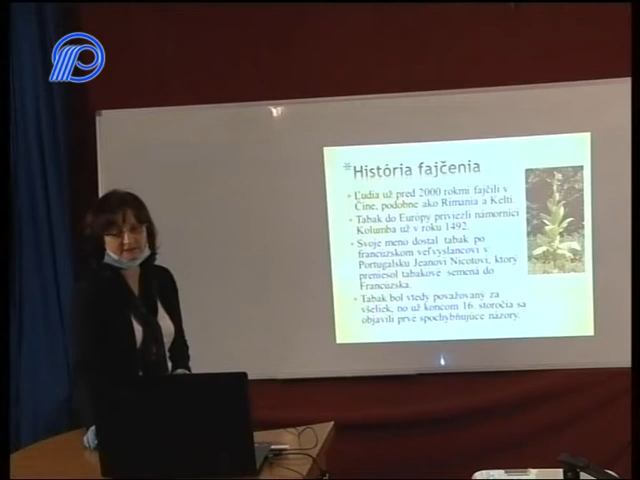 História fajčenia
Ľudia už pred 2000 rokmi fajčili v
Číne, podobne ako Rimania a Kelti.
Tabak do Európy priviezli námorníci
Kolumba už v roku 1492.
Svoje meno dostal tabak po
francúzskom veľvyslancovi v
Portugalsku Jeanovi Nicotovi, ktorý
preniesol tabakové semená do
Francúzska.
Tabak bol vtedy považovaný za
všeliek, no už koncom 16. storočia sa
objavili prvé spochybňujúce názory.